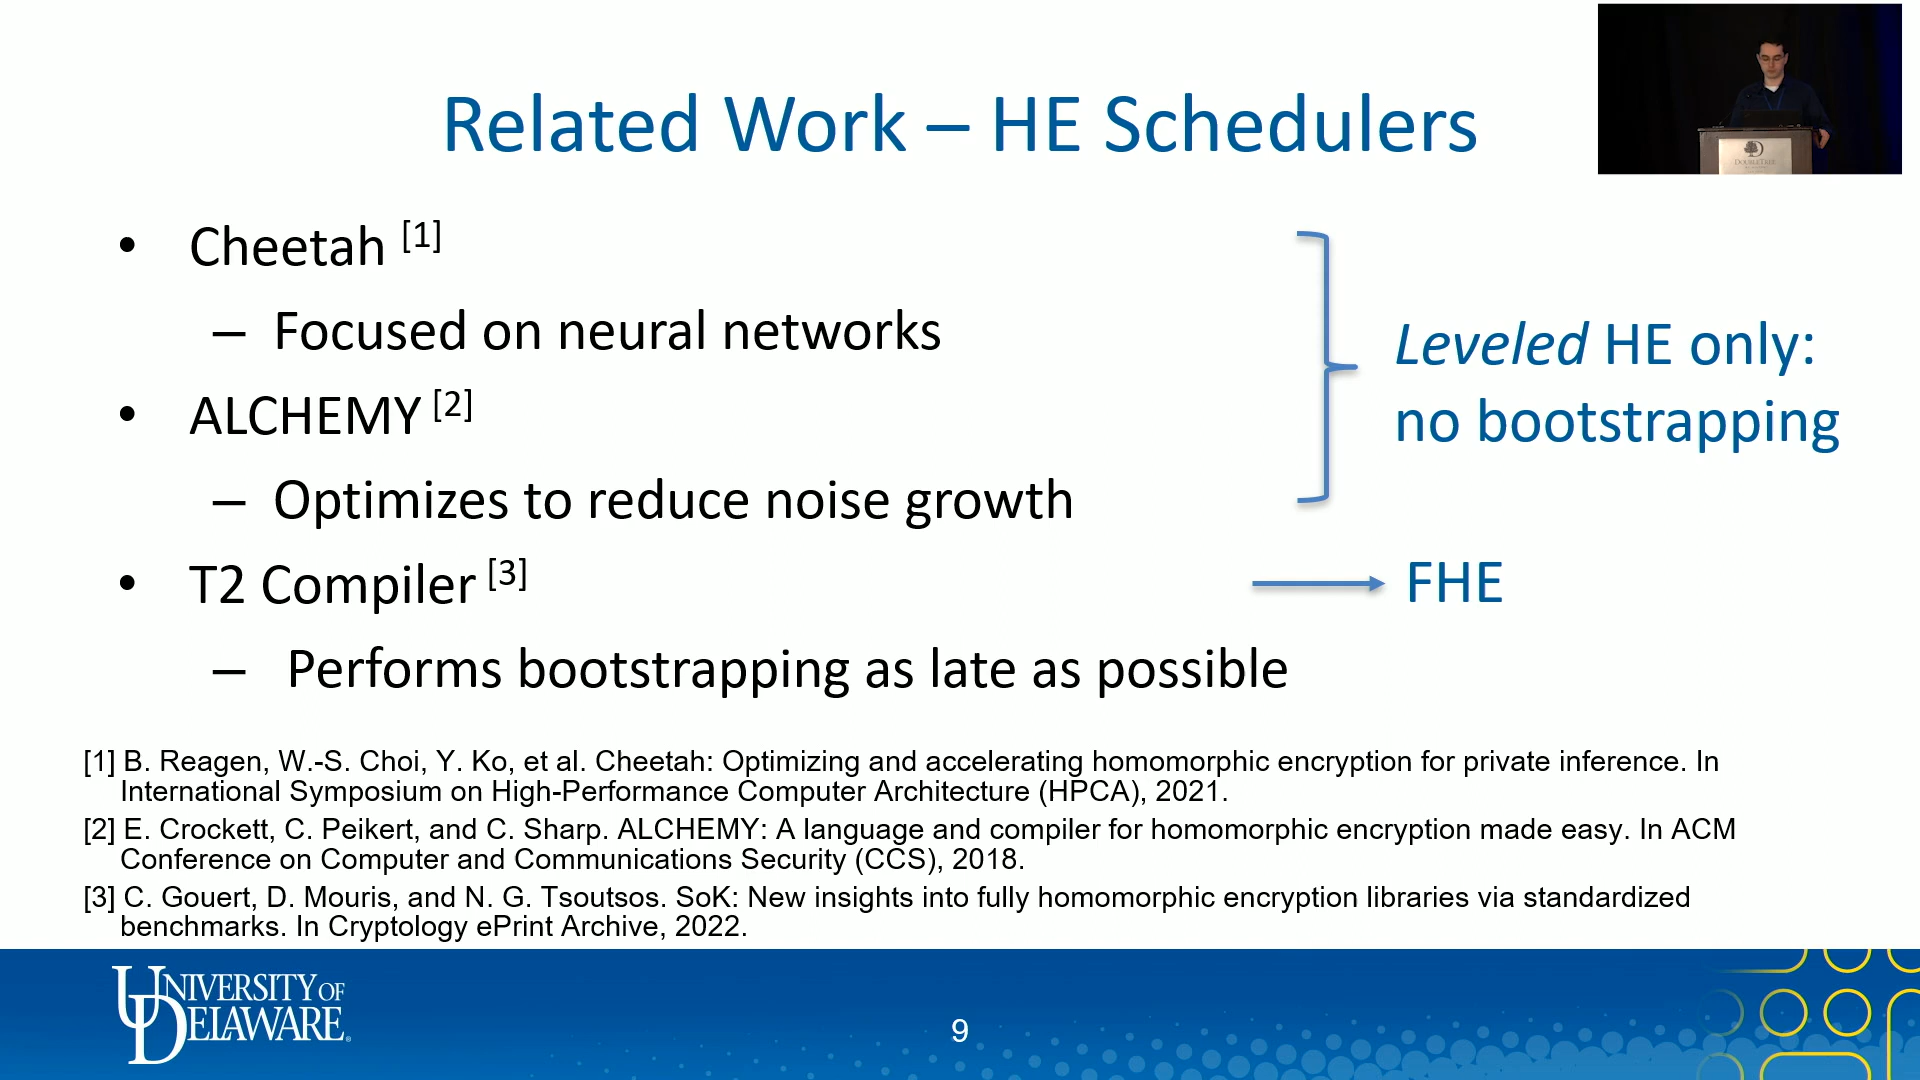 Related Work – HE Schedulers
• Cheetah [1]
– Focused on neural networks
• ALCHEMY [2]
– Optimizes to reduce noise growth
Leveled HE only:
no bootstrapping
• T2 Compiler [3]
FHE
– Performs bootstrapping as late as possible
[1] B. Reagen, W.-S. Choi, Y. Ko, et al. Cheetah: Optimizing and accelerating homomorphic encryption for private inference. In
International Symposium on High-Performance Computer Architecture (HPCA), 2021.
[2] E. Crockett, C. Peikert, and C. Sharp. ALCHEMY: A language and compiler for homomorphic encryption made easy. In ACM
Conference on Computer and Communications Security (CCS), 2018.
[3] C. Gouert, D. Mouris, and N. G. Tsoutsos. SoK: New insights into fully homomorphic encryption libraries via standardized
benchmarks. In Cryptology ePrint Archive, 2022.
UNIVERSITY OF
DELAWARE
9
DOUBLETREE